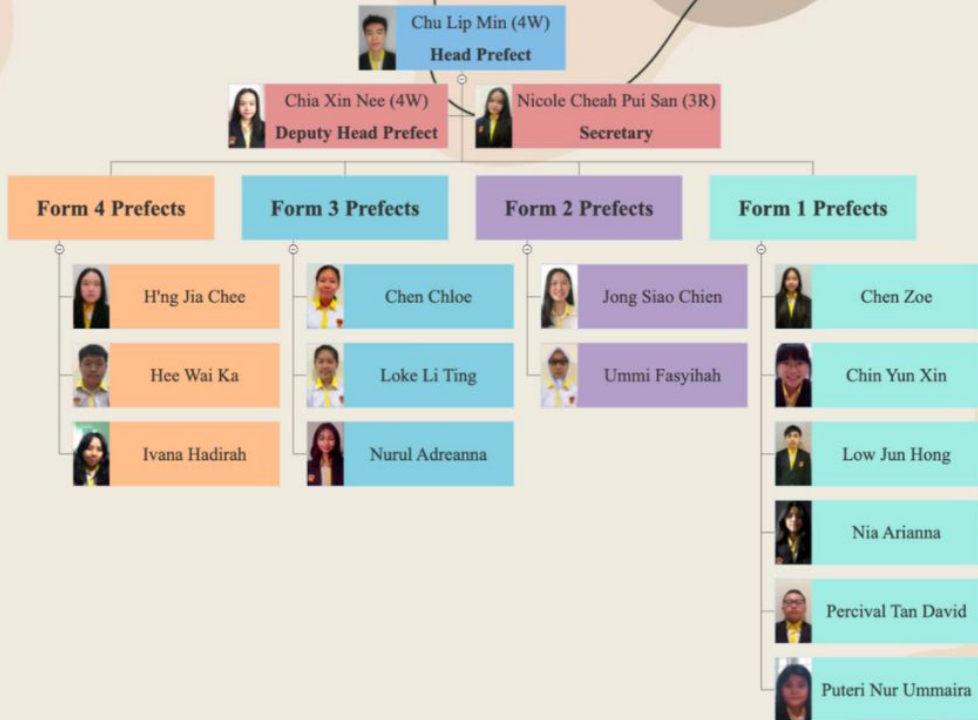 Chu Lip Min (4W)
Head Prefect
Chia Xin Nee (4W)
Deputy Head Prefect
Nicole Cheah Pui San (3R)
Secretary
Form 4 Prefects
H'ng Jia Chee
Hee Wai Ka
Ivana Hadirah
Form 3 Prefects
Chen Chloe
Loke Li Ting
Nurul Adreanna
Form 2 Prefects
Jong Siao Chien
Ummi Fasyihah
Form 1 Prefects
Chen Zoe
Chin Yun Xin
Low Jun Hong
Nia Arianna
Percival Tan David
Puteri Nur Ummaira